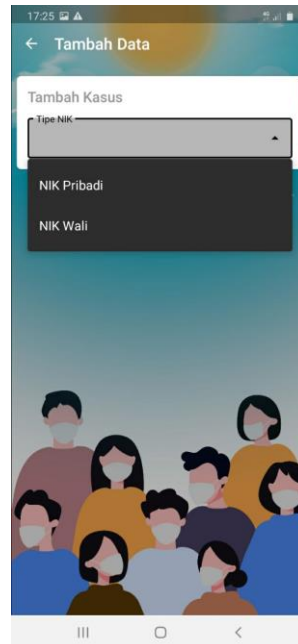 17:25
Tambah Data
Tambah Kasus
Tipe NIK
NIK Pribadi
NIK Wali